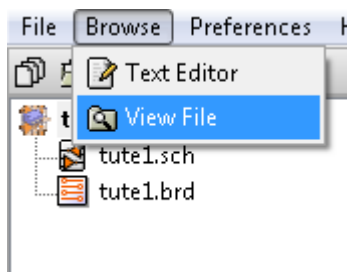 File Browse Preferences H
Text Editor
t View File
tute1.sch
tute1.brd